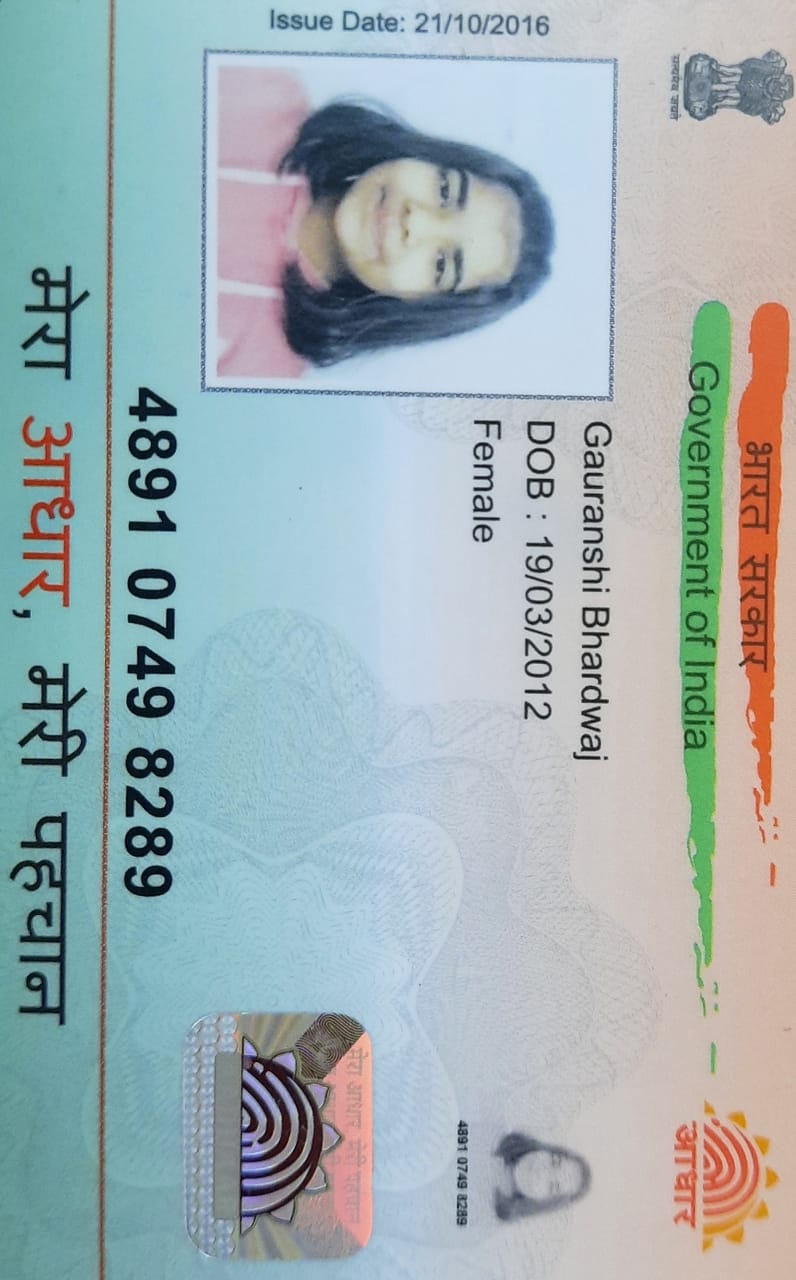 Issue Date: 21/10/2016
सत्यमेव जयते
भारत सरकार
Government of India
आधार
Gauranshi Bhardwaj
DOB : 19/03/2012
Female
4891 0749 8289
4891 0749 8289
मेरा आधार मेरी पहचान
मेरा आधार, मेरी पहचान